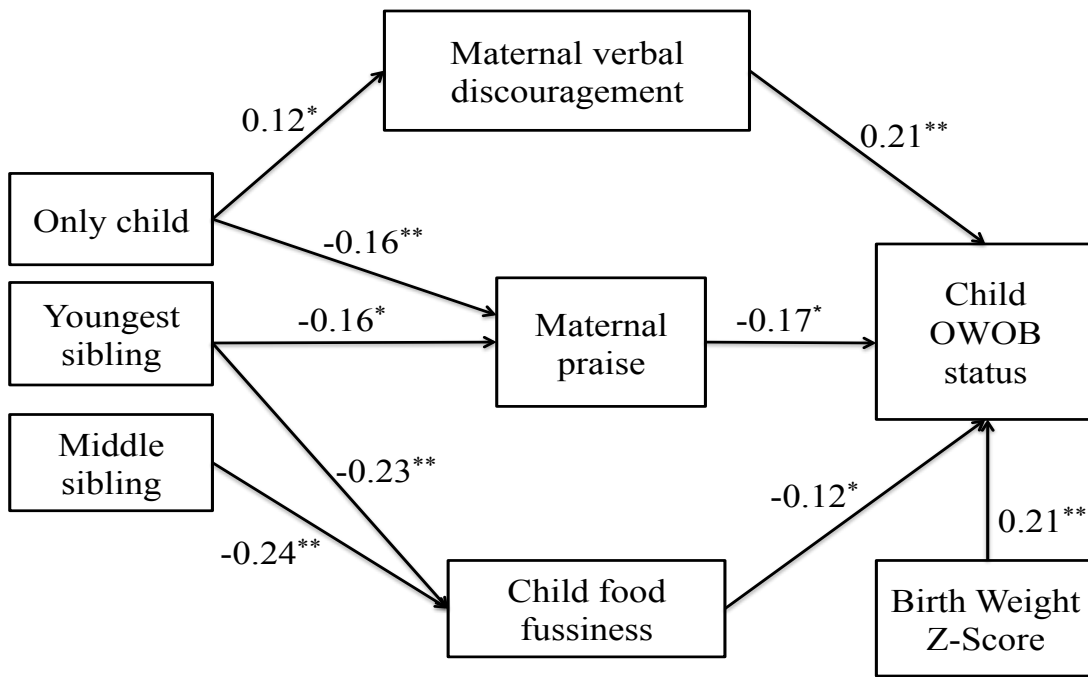 Maternal verbal
discouragement
0.12*
0.21**
Only child
-0.16**
Youngest
sibling
-0.16*
Maternal
praise
-0.17*
Child
OWOB
status
Middle
sibling
-0.23**
-0.24**
-0.12*
0.21**
Child food
fussiness
Birth Weight
Z-Score